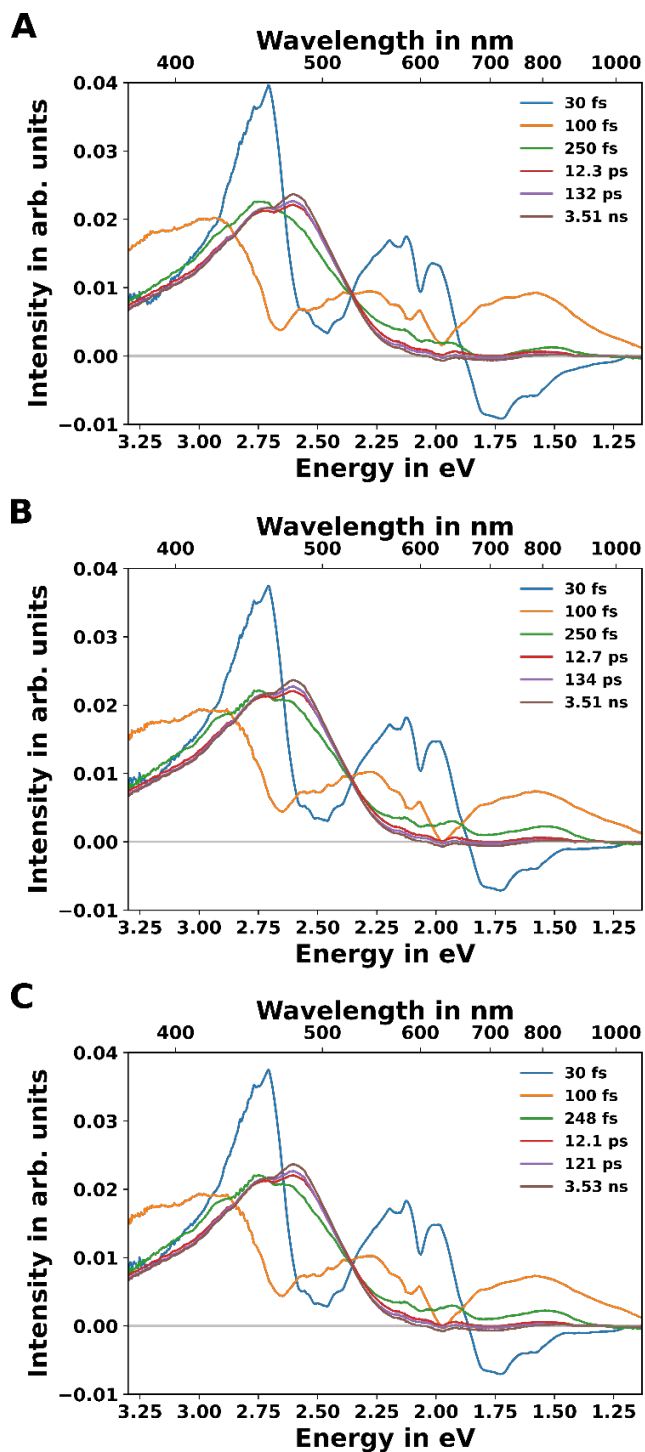 A
Wavelength in nm
400 500 600 700 800 1000
0.04
0.03
0.02
0.01
0.00
−0.01
Intensity in arb. units
30 fs
100 fs
250 fs
12.3 ps
132 ps
3.51 ns
3.25 3.00 2.75 2.50 2.25 2.00 1.75 1.50 1.25
Energy in eV
B
Wavelength in nm
400 500 600 700 800 1000
0.04
0.03
0.02
0.01
0.00
−0.01
Intensity in arb. units
30 fs
100 fs
250 fs
12.7 ps
134 ps
3.51 ns
3.25 3.00 2.75 2.50 2.25 2.00 1.75 1.50 1.25
Energy in eV
C
Wavelength in nm
400 500 600 700 800 1000
0.04
0.03
0.02
0.01
0.00
−0.01
Intensity in arb. units
30 fs
100 fs
248 fs
12.1 ps
121 ps
3.53 ns
3.25 3.00 2.75 2.50 2.25 2.00 1.75 1.50 1.25
Energy in eV